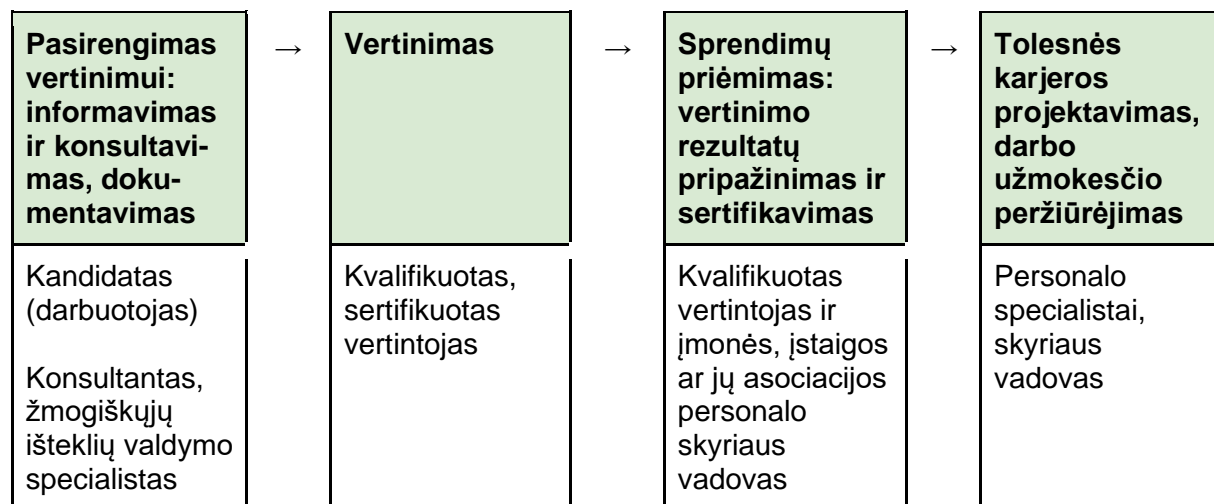 Pasirengimas
vertinimui:
informavimas
ir konsultavi-
mas, doku-
mentavimas
→
Vertinimas
→
Sprendimų
priėmimas:
vertinimo
rezultatų
pripažinimas ir
sertifikavimas
→
Tolesnės
karjeros
projektavimas,
darbo
užmokesčio
peržiūrėjimas
Kandidatas
(darbuotojas)
Konsultantas,
žmogiškųjų
išteklių valdymo
specialistas
Kvalifikuotas,
sertifikuotas
vertintojas
Kvalifikuotas
vertintojas ir
įmonės, įstaigos
ar jų asociacijos
personalo
skyriaus
vadovas
Personalo
specialistai,
skyriaus
vadovas